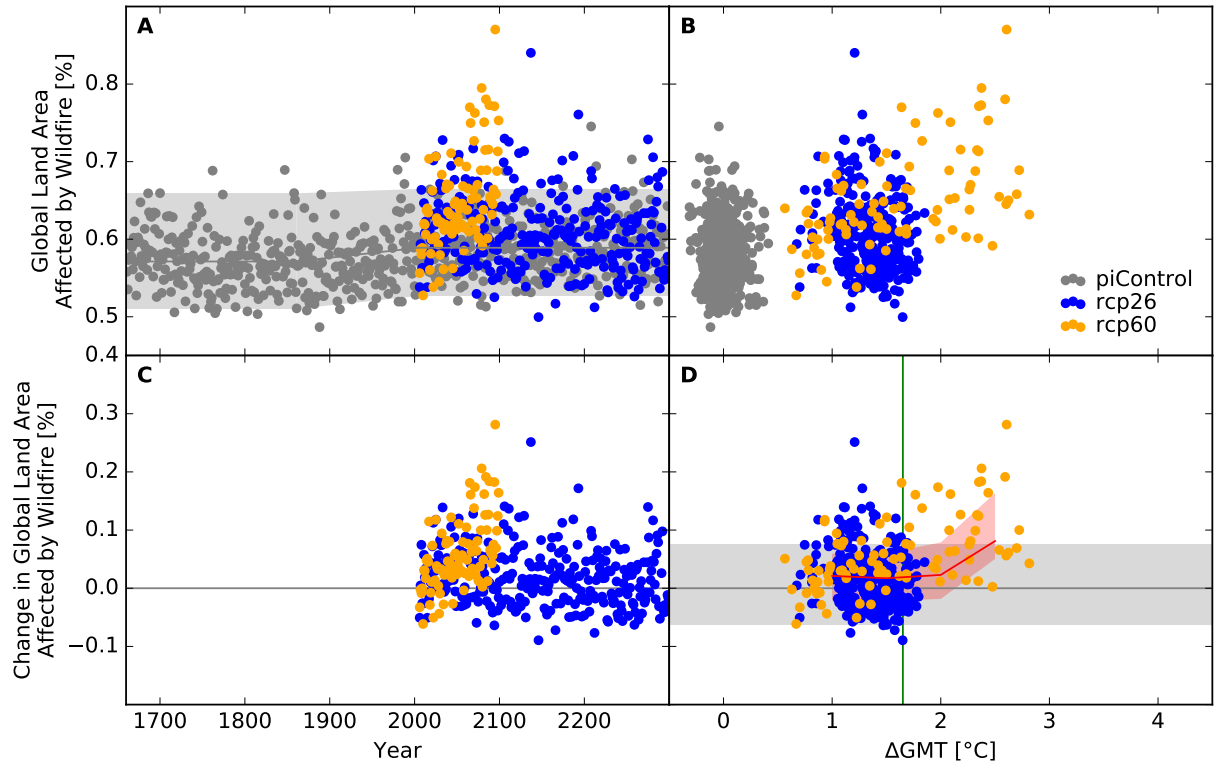 A
B
Global Land Area
Affected by Wildfire [%]
0.8
0.7
0.6
0.5
0.4
piControl
rcp26
rcp60
C
D
Change in Global Land Area
Affected by Wildfire [%]
0.3
0.2
0.1
0.0
−0.1
1700 1800 1900 2000 2100 2200
0 1 2 3 4
Year
ΔGMT [°C]